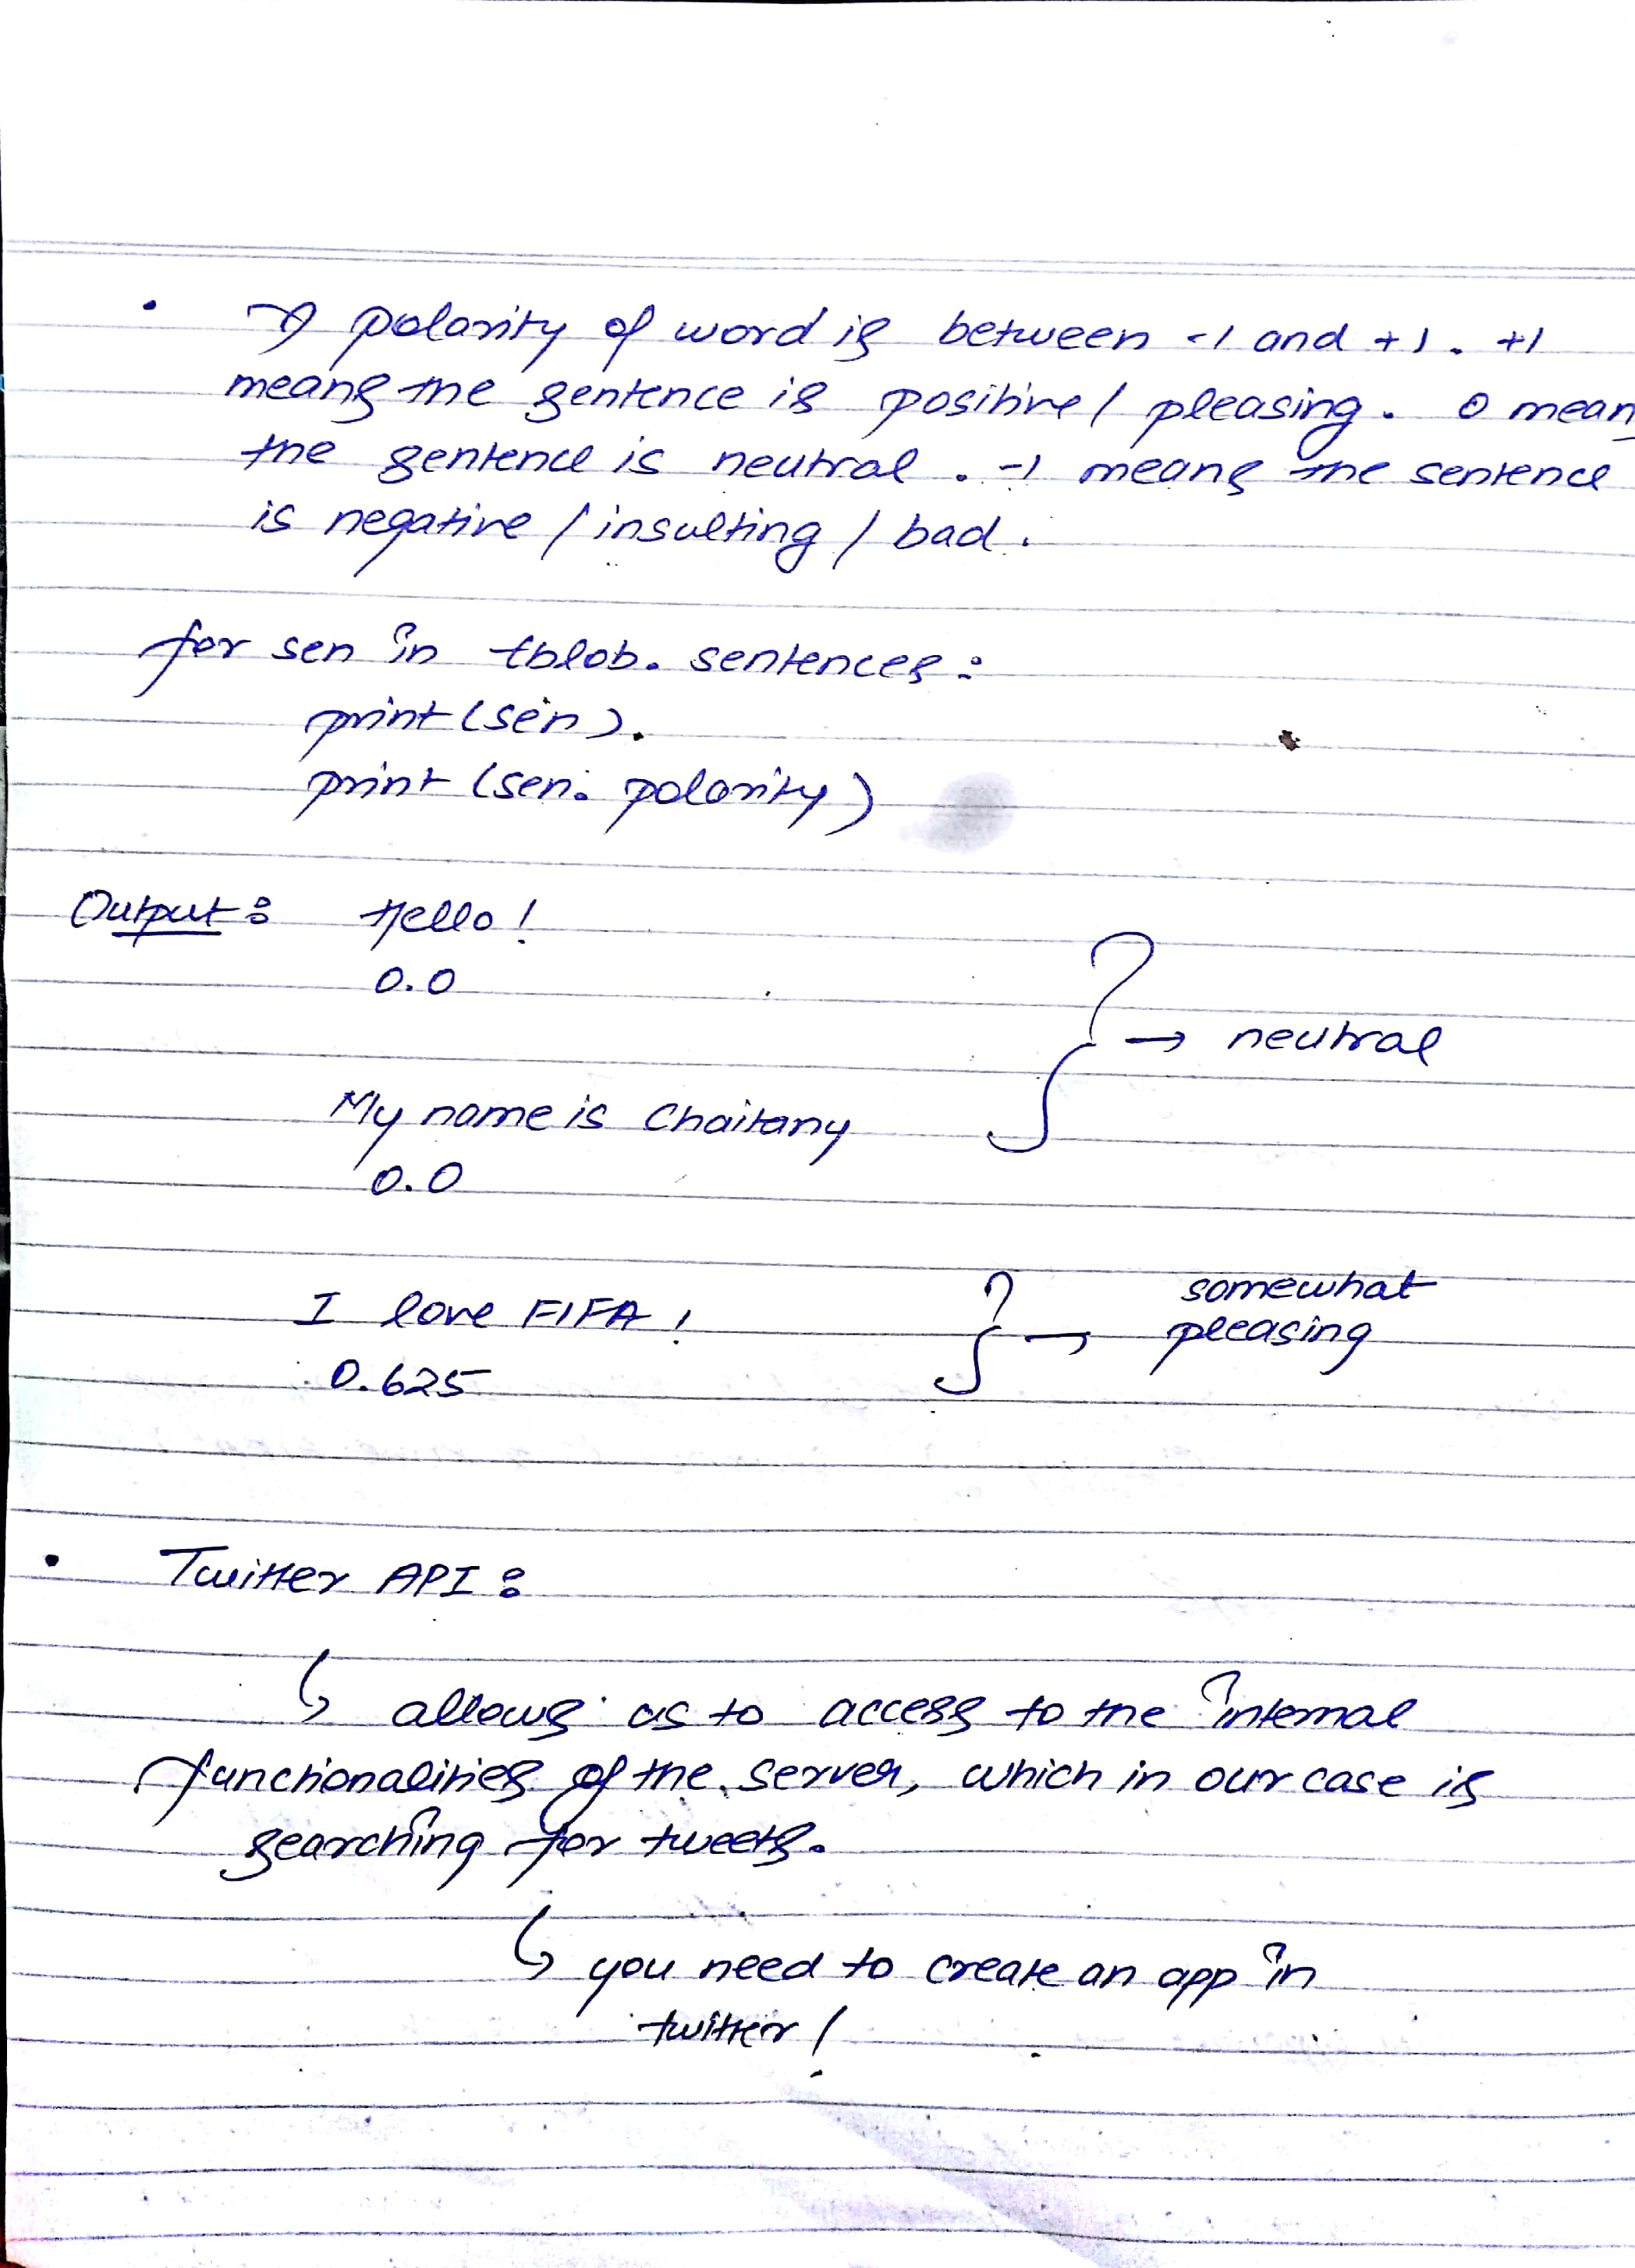 • A polarity of word is between -1 and +1. +1
means the sentence is positive / pleasing. 0 mean
the sentence is neutral. -1 means the sentence
is negative / insulting / bad.
for sen in tblob. sentences:
print (sen).
print (sen. polarity)
Output: Hello!
0.0
→ neutral
My name is Chaitany
0.0
I love FIFA!
0.625
→ somewhat
pleasing
• Twitter API:
↳ allows us to access to the internal
functionalities of the server, which in our case is
searching for tweets.
↳ you need to create an app in
twitter!